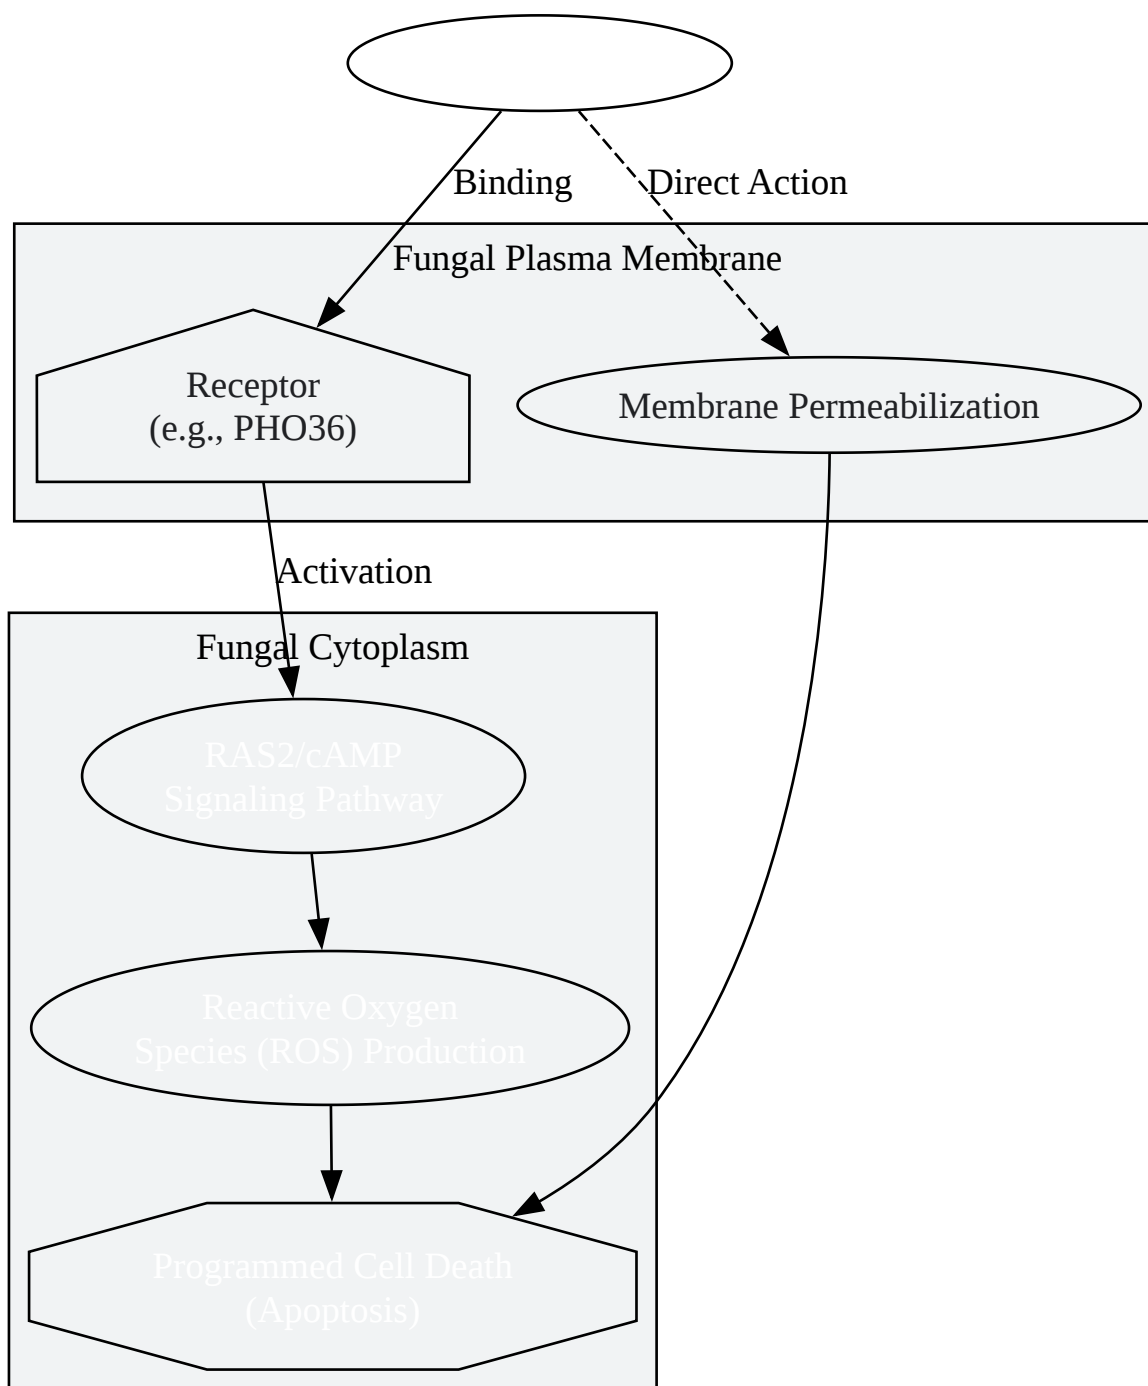 Binding
Direct Action
Fungal Plasma Membrane
Receptor
(e.g., PHO36)
Membrane Permeabilization
Activation
Fungal Cytoplasm
RAS2/cAMP
Signaling Pathway
Reactive Oxygen
Species (ROS) Production
Programmed Cell Death
(Apoptosis)